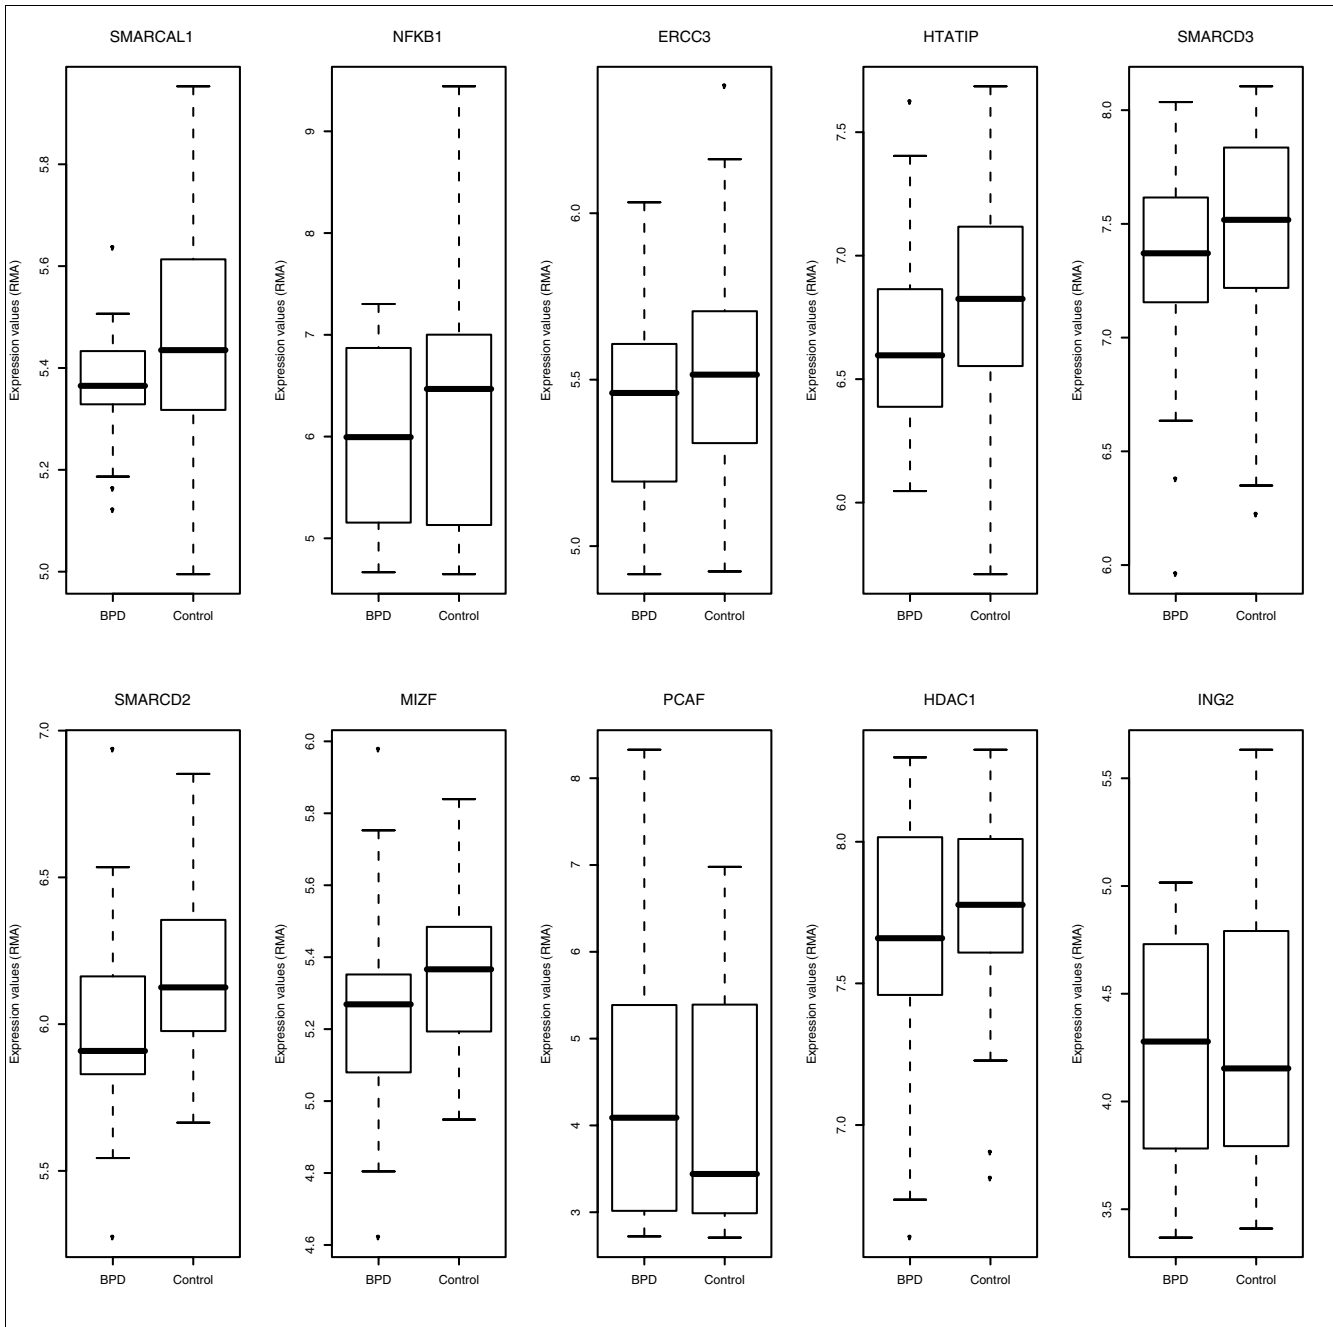 SMARCAL1
Expression values (RMA)
5.8
5.6
5.4
5.2
5.0
BPD Control
NFKB1
Expression values (RMA)
9
8
7
6
5
BPD Control
ERCC3
Expression values (RMA)
6.0
5.5
5.0
BPD Control
HTATIP
Expression values (RMA)
7.5
7.0
6.5
6.0
BPD Control
SMARCD3
Expression values (RMA)
8.0
7.5
7.0
6.5
6.0
BPD Control
SMARCD2
Expression values (RMA)
7.0
6.5
6.0
5.5
BPD Control
MIZF
Expression values (RMA)
6.0
5.8
5.6
5.4
5.2
5.0
4.8
4.6
BPD Control
PCAF
Expression values (RMA)
8
7
6
5
4
3
BPD Control
HDAC1
Expression values (RMA)
8.0
7.5
7.0
BPD Control
ING2
Expression values (RMA)
5.5
5.0
4.5
4.0
3.5
BPD Control